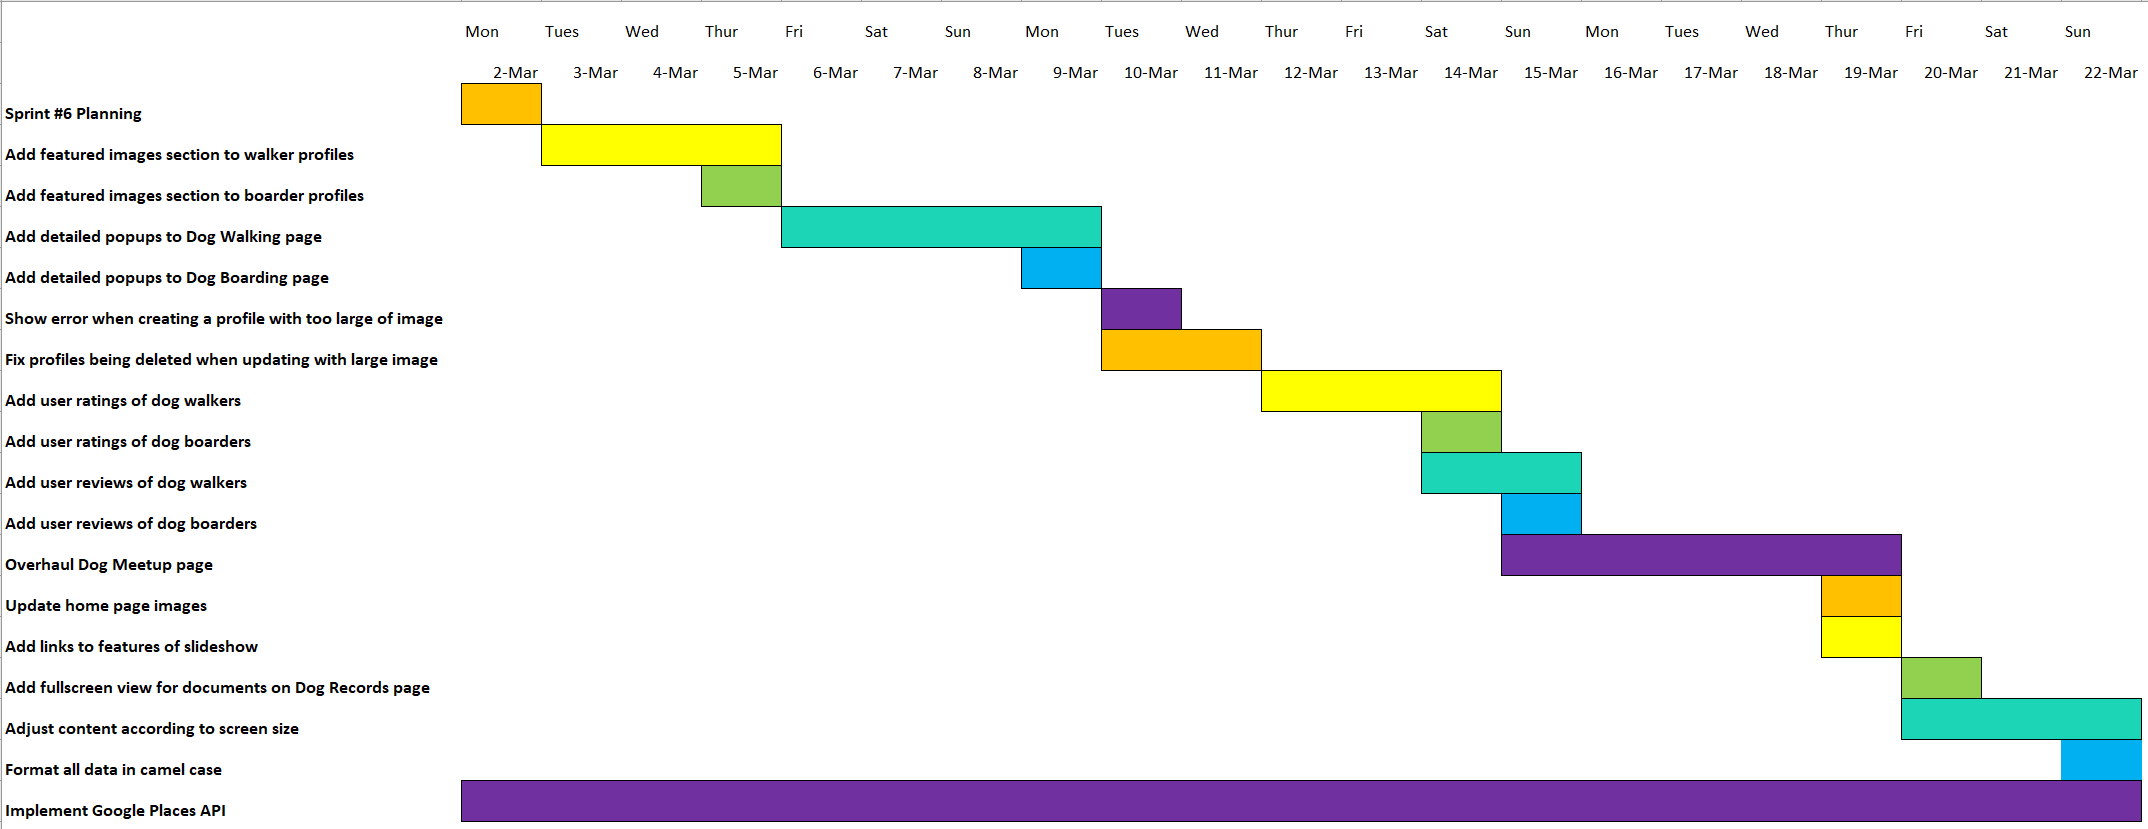 Mon Tues Wed Thur Fri Sat Sun Mon Tues Wed Thur Fri Sat Sun Mon Tues Wed Thur Fri Sat Sun
2-Mar 3-Mar 4-Mar 5-Mar 6-Mar 7-Mar 8-Mar 9-Mar 10-Mar 11-Mar 12-Mar 13-Mar 14-Mar 15-Mar 16-Mar 17-Mar 18-Mar 19-Mar 20-Mar 21-Mar 22-Mar
Sprint #6 Planning
Add featured images section to walker profiles
Add featured images section to boarder profiles
Add detailed popups to Dog Walking page
Add detailed popups to Dog Boarding page
Show error when creating a profile with too large of image
Fix profiles being deleted when updating with large image
Add user ratings of dog walkers
Add user ratings of dog boarders
Add user reviews of dog walkers
Add user reviews of dog boarders
Overhaul Dog Meetup page
Update home page images
Add links to features of slideshow
Add fullscreen view for documents on Dog Records page
Adjust content according to screen size
Format all data in camel case
Implement Google Places API